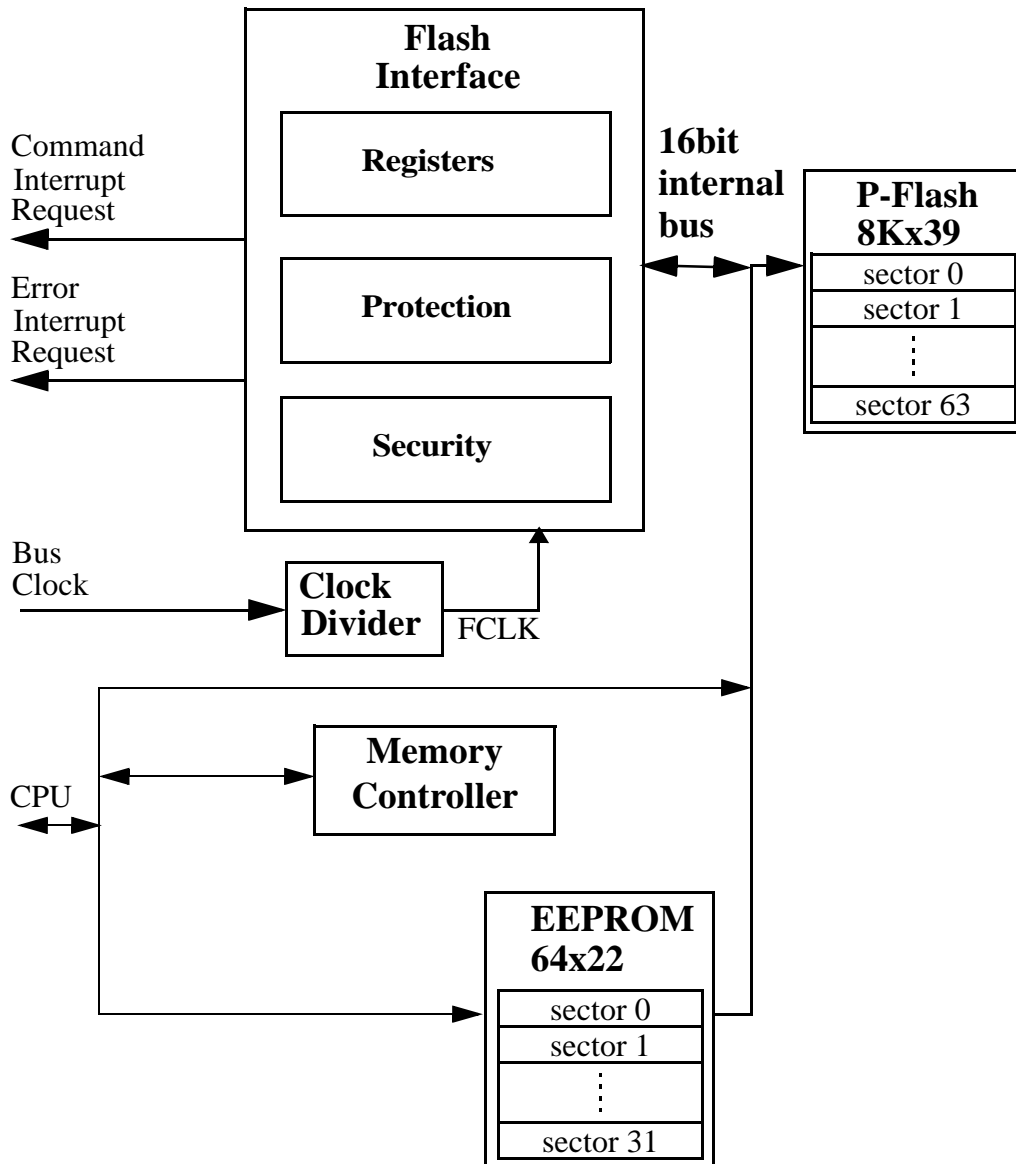 Flash
Interface
Registers
Protection
Security
Command
Interrupt
Request
Error
Interrupt
Request
16bit
internal
bus
P-Flash
8Kx39
sector 0
sector 1
sector 63
Bus
Clock
Clock
Divider
FCLK
Memory
Controller
CPU
EEPROM
64x22
sector 0
sector 1
sector 31